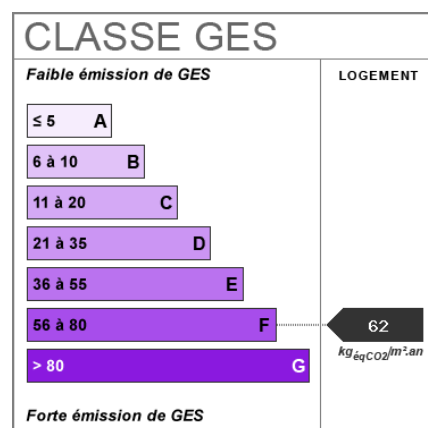 CLASSE GES
Faible émission de GES
LOGEMENT
≤ 5 A
6 à 10 B
11 à 20 C
21 à 35 D
36 à 55 E
56 à 80 F
62
kgéqCO2/m².an
> 80 G
Forte émission de GES